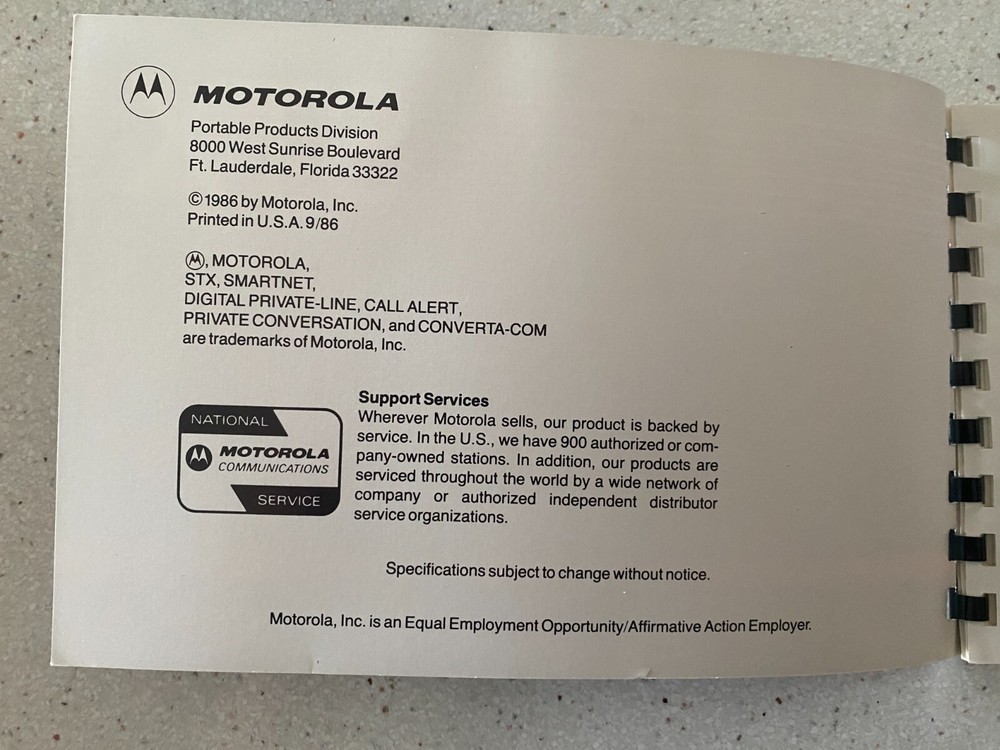 MOTOROLA
Portable Products Division
8000 West Sunrise Boulevard
Ft. Lauderdale, Florida 33322
©1986 by Motorola, Inc.
Printed in U.S.A. 9/86
Ⓜ, MOTOROLA,
STX, SMARTNET,
DIGITAL PRIVATE-LINE, CALL ALERT,
PRIVATE CONVERSATION, and CONVERTA-COM
are trademarks of Motorola, Inc.
NATIONAL
MOTOROLA
COMMUNICATIONS
SERVICE
Support Services
Wherever Motorola sells, our product is backed by
service. In the U.S., we have 900 authorized or com-
pany-owned stations. In addition, our products are
serviced throughout the world by a wide network of
company or authorized independent distributor
service organizations.
Specifications subject to change without notice.
Motorola, Inc. is an Equal Employment Opportunity/Affirmative Action Employer.